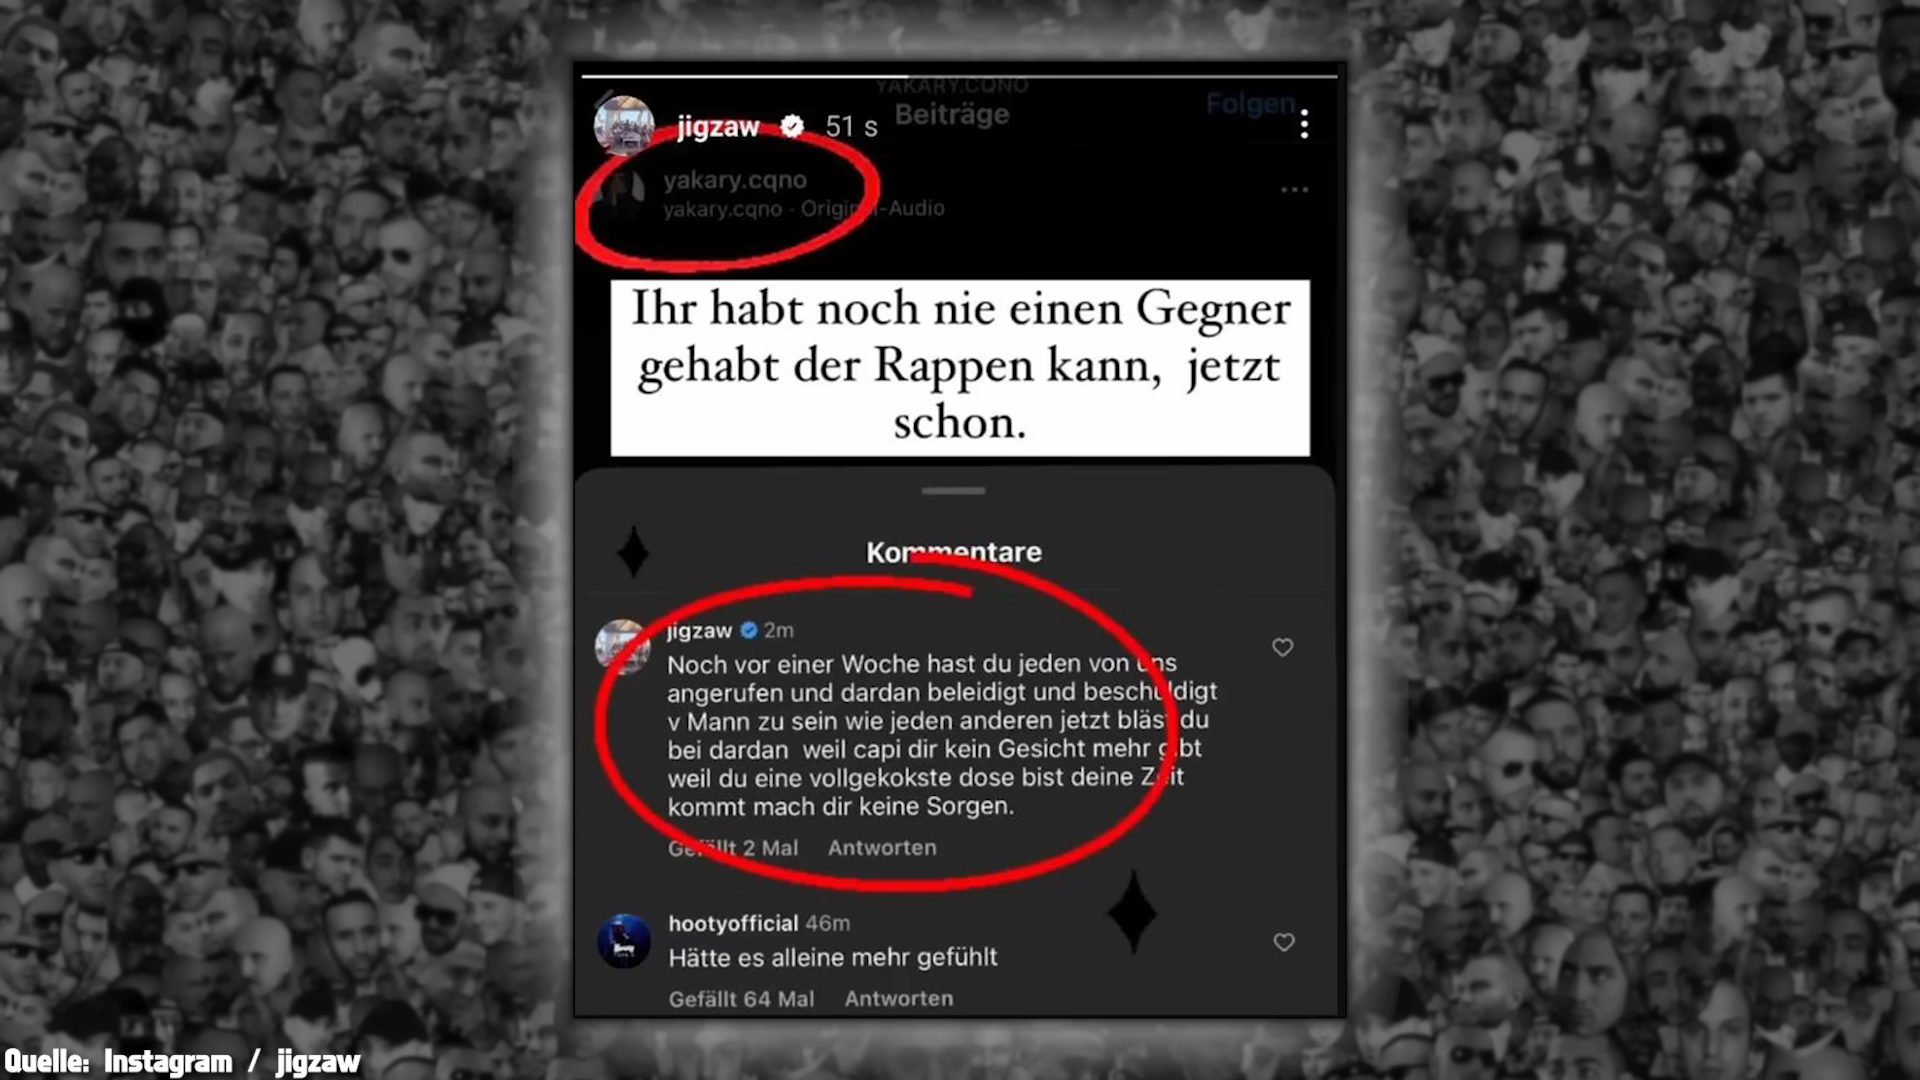 YAKARY.CQNO
Beiträge
Folgen
jigzaw 51 s
yakary.cqno
yakary.cqno · Original-Audio
Ihr habt noch nie einen Gegner
gehabt der Rappen kann, jetzt
schon.
Kommentare
jigzaw 2m
Noch vor einer Woche hast du jeden von uns
angerufen und dardan beleidigt und beschuldigt
v Mann zu sein wie jeden anderen jetzt bläst du
bei dardan weil capi dir kein Gesicht mehr gibt
weil du eine vollgekokste dose bist deine Zeit
kommt mach dir keine Sorgen.
Gefällt 2 Mal Antworten
hootyofficial 46m
Hätte es alleine mehr gefühlt
Gefällt 64 Mal Antworten
Quelle: Instagram / jigzaw